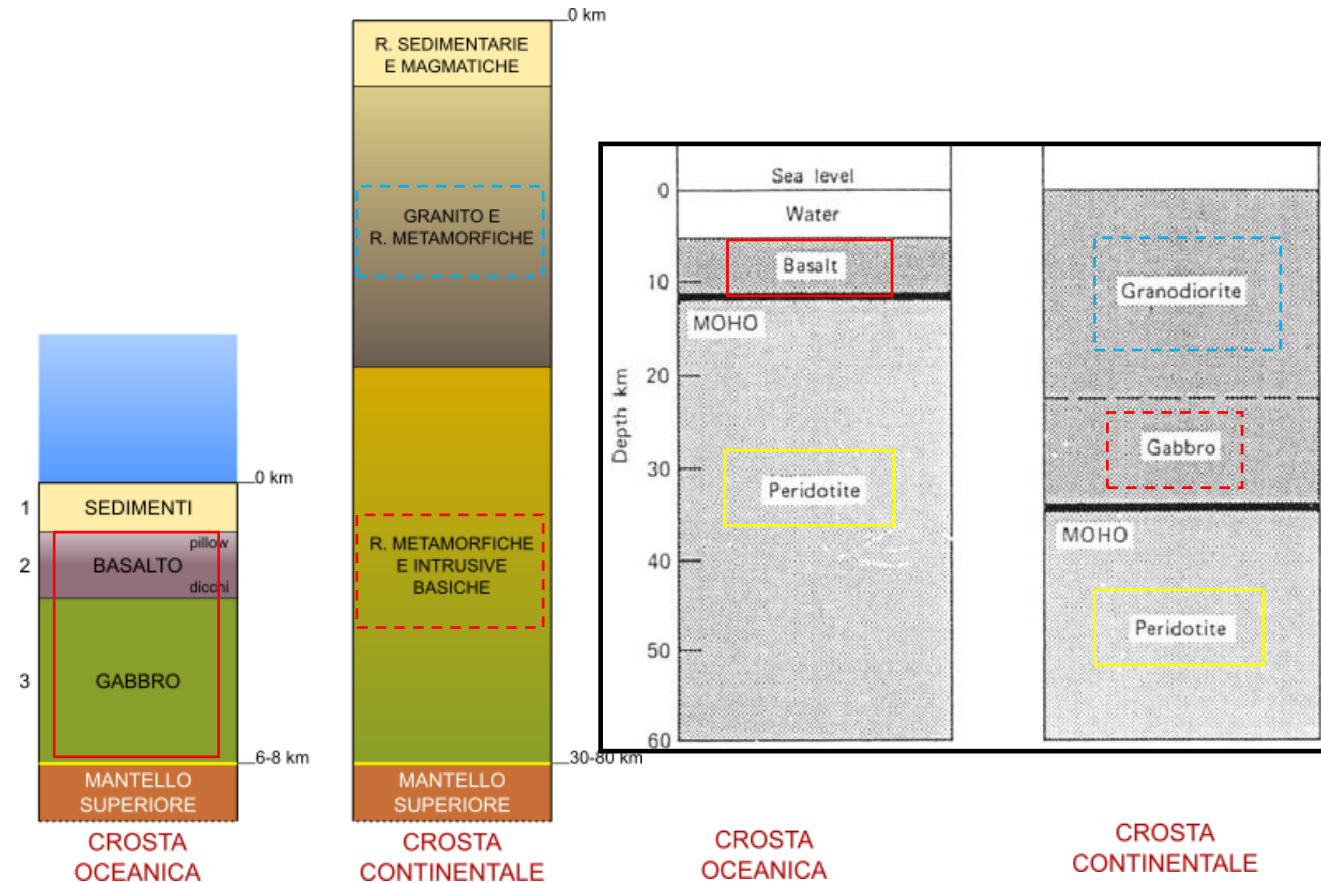 0 km
R. SEDIMENTARIE
E MAGMATICHE
GRANITO E
R. METAMORFICHE
R. METAMORFICHE
E INTRUSIVE
BASICHE
30-80 km
MANTELLO
SUPERIORE
CROSTA
CONTINENTALE
0 km
1
SEDIMENTI
pillow
2
BASALTO
dicchi
3
GABBRO
6-8 km
MANTELLO
SUPERIORE
CROSTA
OCEANICA
Depth km
0
10
20
30
40
50
60
Sea level
Water
Basalt
MOHO
Peridotite
CROSTA
OCEANICA
Granodiorite
Gabbro
MOHO
Peridotite
CROSTA
CONTINENTALE